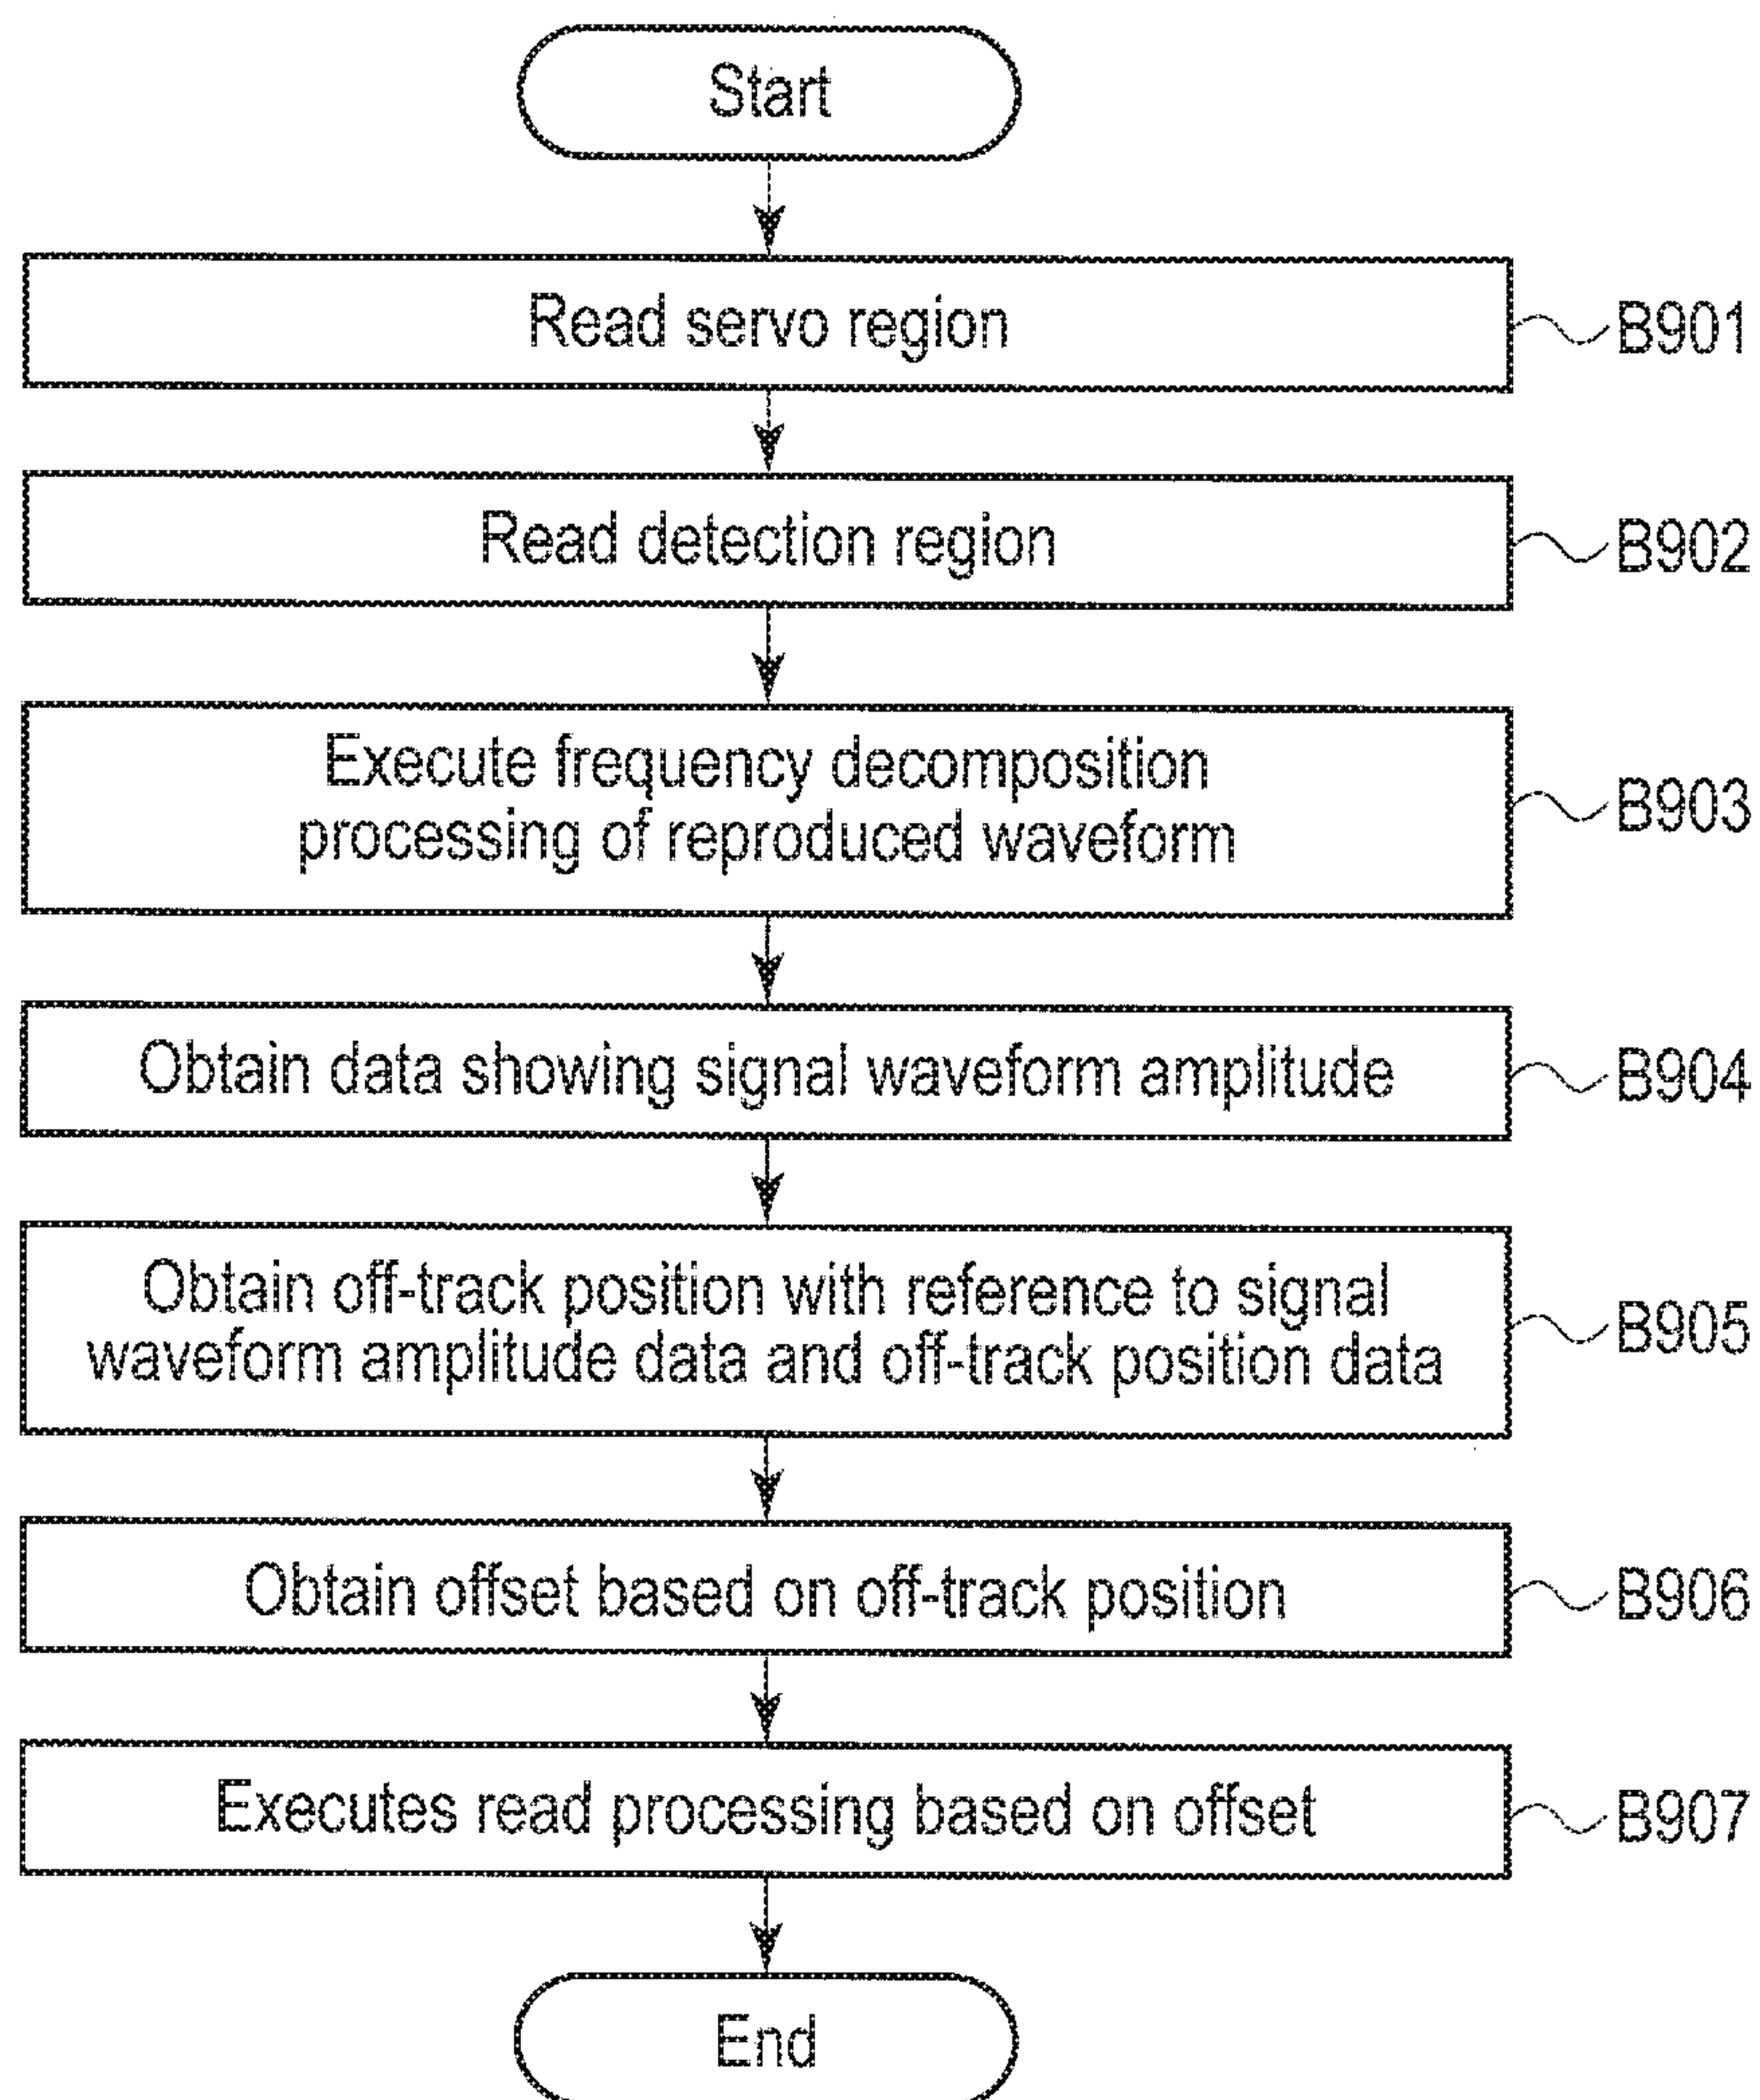 Start
Read servo region
B901
Read detection region
B902
Execute frequency decomposition
processing of reproduced waveform
B903
Obtain data showing signal waveform amplitude
B904
Obtain off-track position with reference to signal
waveform amplitude data and off-track position data
B905
Obtain offset based on off-track position
B906
Executes read processing based on offset
B907
End